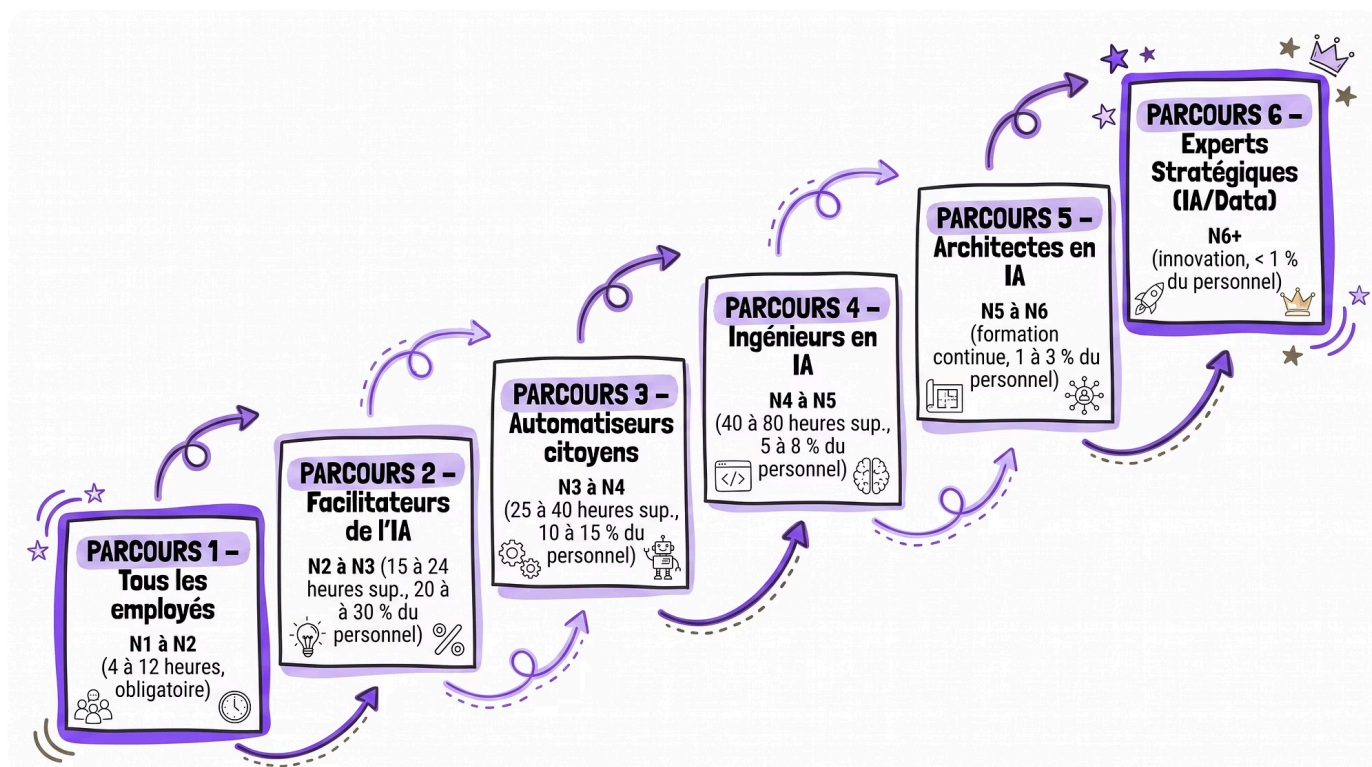 PARCOURS 1 –
Tous les
employés
N1 à N2
(4 à 12 heures,
obligatoire)
PARCOURS 2 –
Facilitateurs
de l'IA
N2 à N3 (15 à 24
heures sup., 20 à
à 30 % du
personnel)
PARCOURS 3 –
Automatiseurs
citoyens
N3 à N4
(25 à 40 heures sup.,
10 à 15 % du
personnel)
PARCOURS 4 –
Ingénieurs en
IA
N4 à N5
(40 à 80 heures sup.,
5 à 8 % du
personnel)
</>
PARCOURS 5 –
Architectes en
IA
N5 à N6
(formation
continue, 1 à 3 % du
personnel)
PARCOURS 6 –
Experts
Stratégiques
(IA/Data)
N6+
(innovation, < 1 %
du personnel)